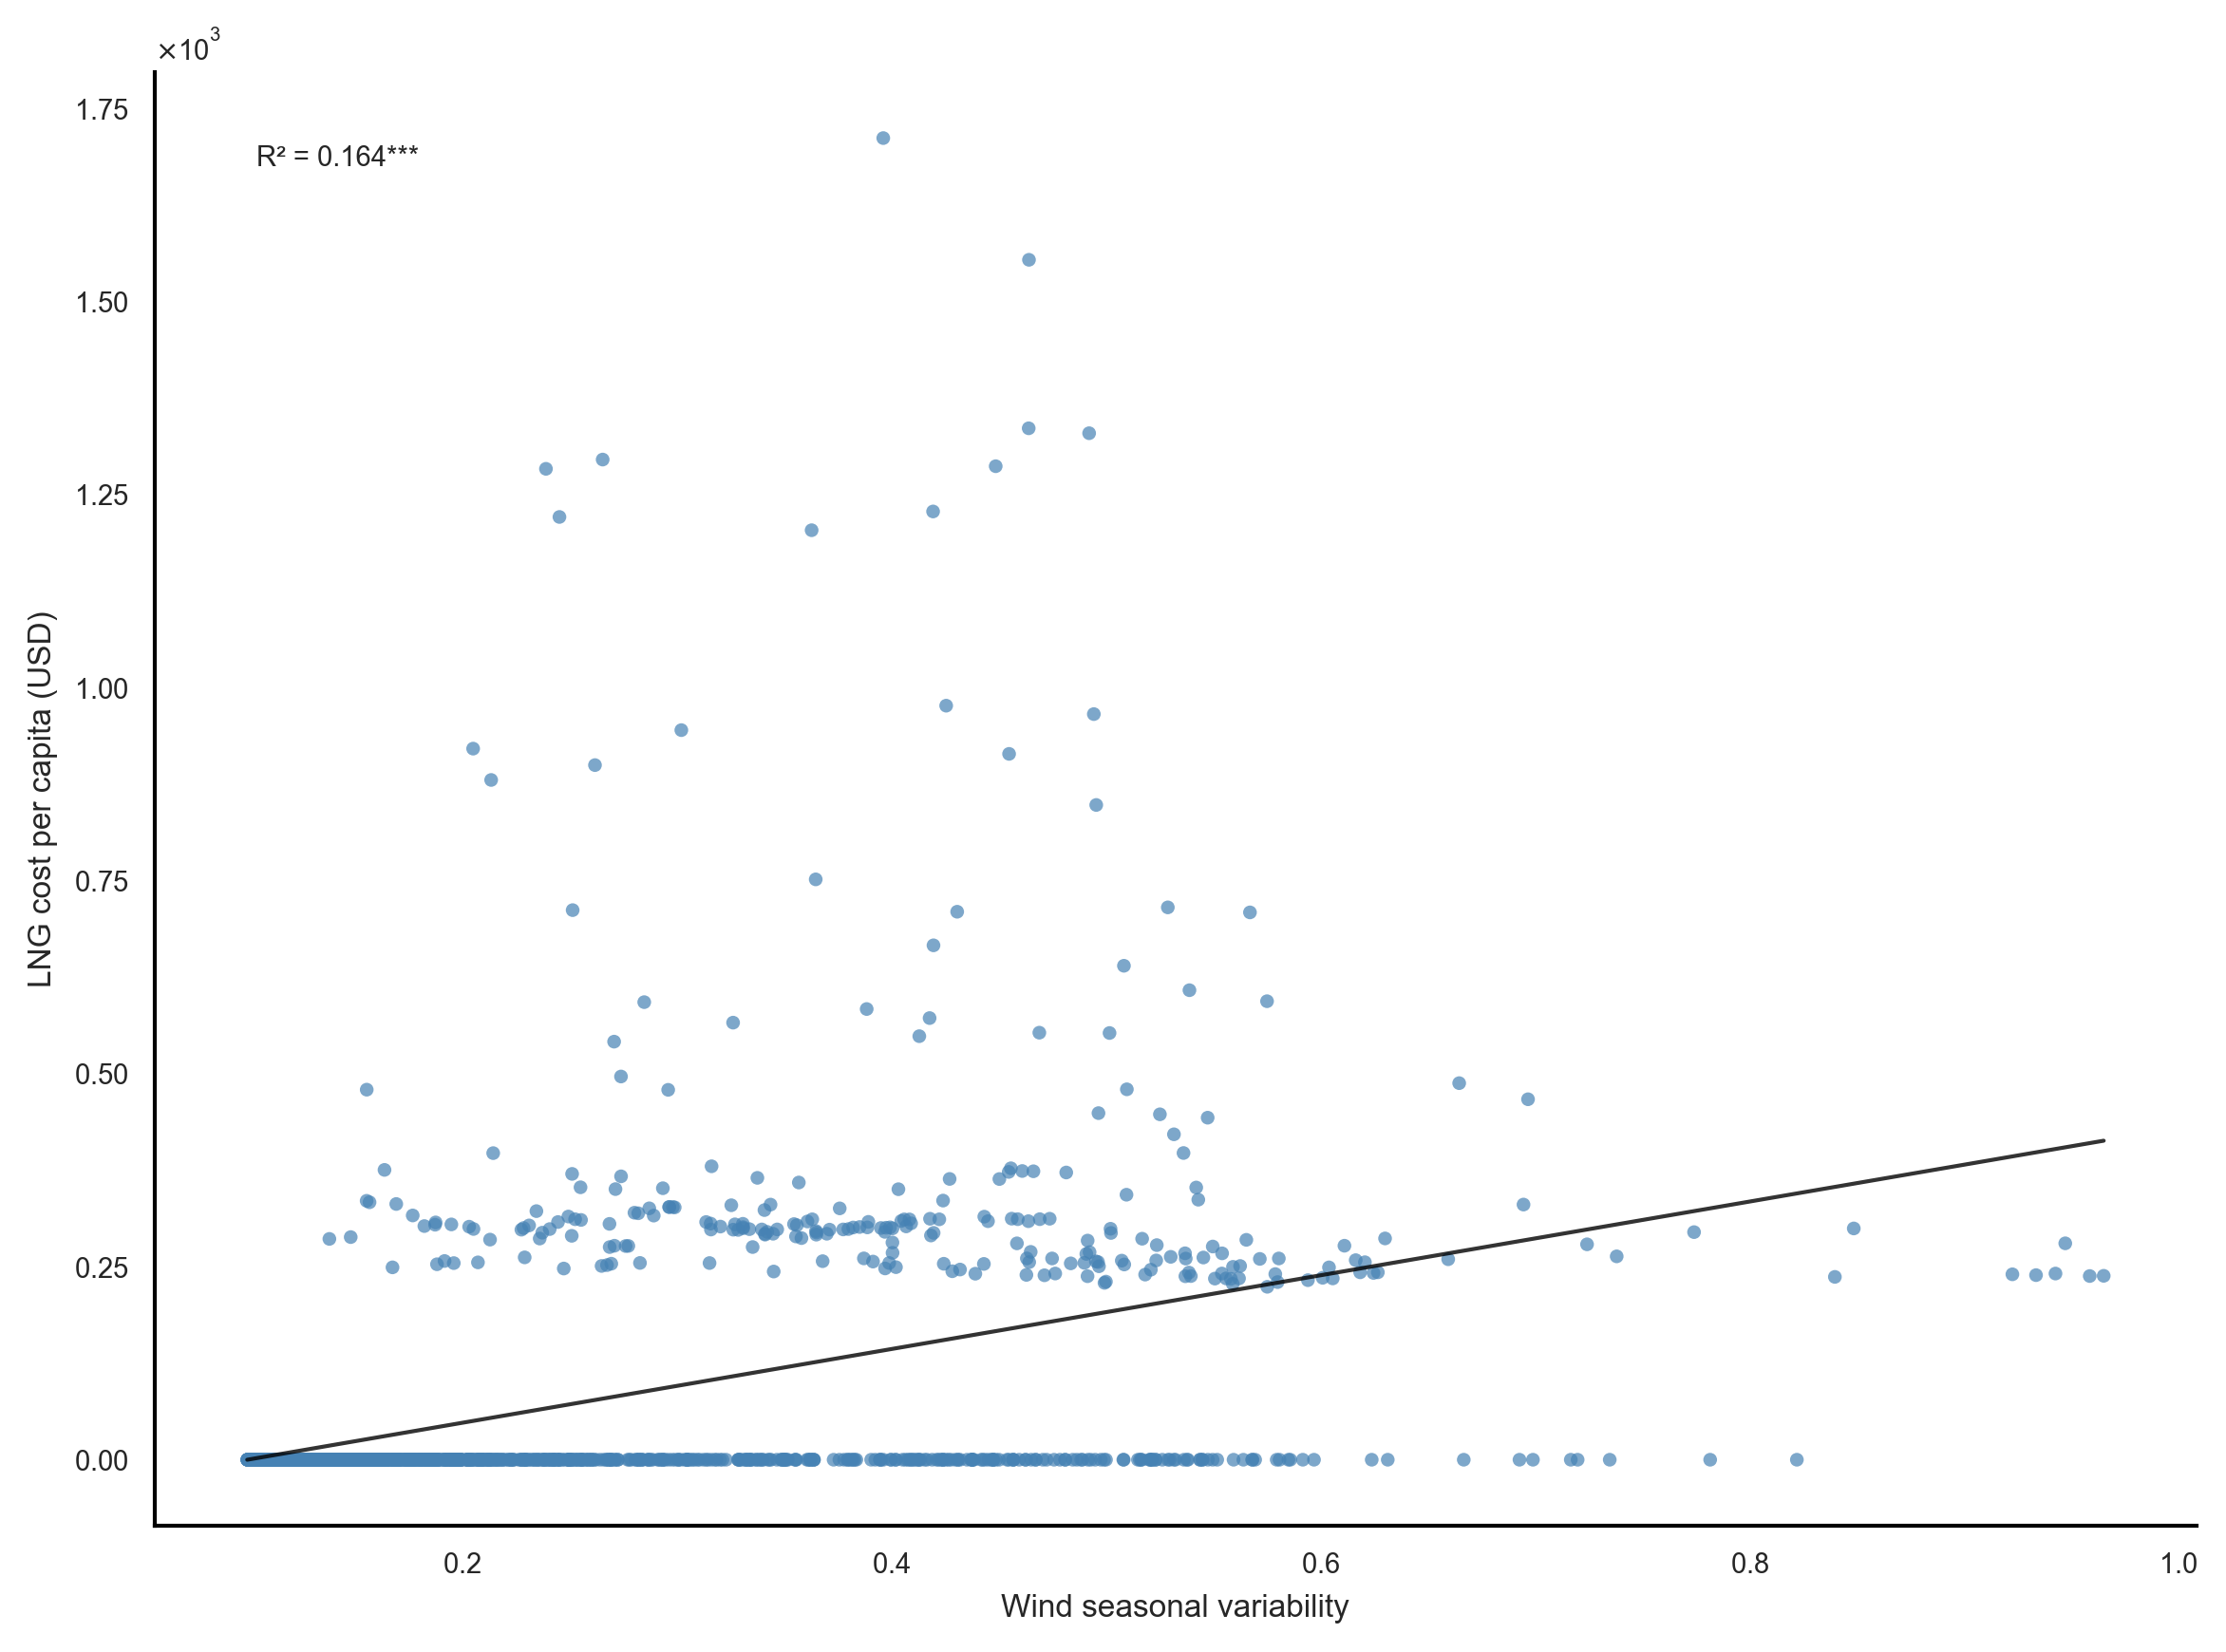 ×10³
1.75
R² = 0.164***
1.50
1.25
1.00
0.75
0.50
0.25
0.00
LNG cost per capita (USD)
0.2 0.4 0.6 0.8 1.0
Wind seasonal variability